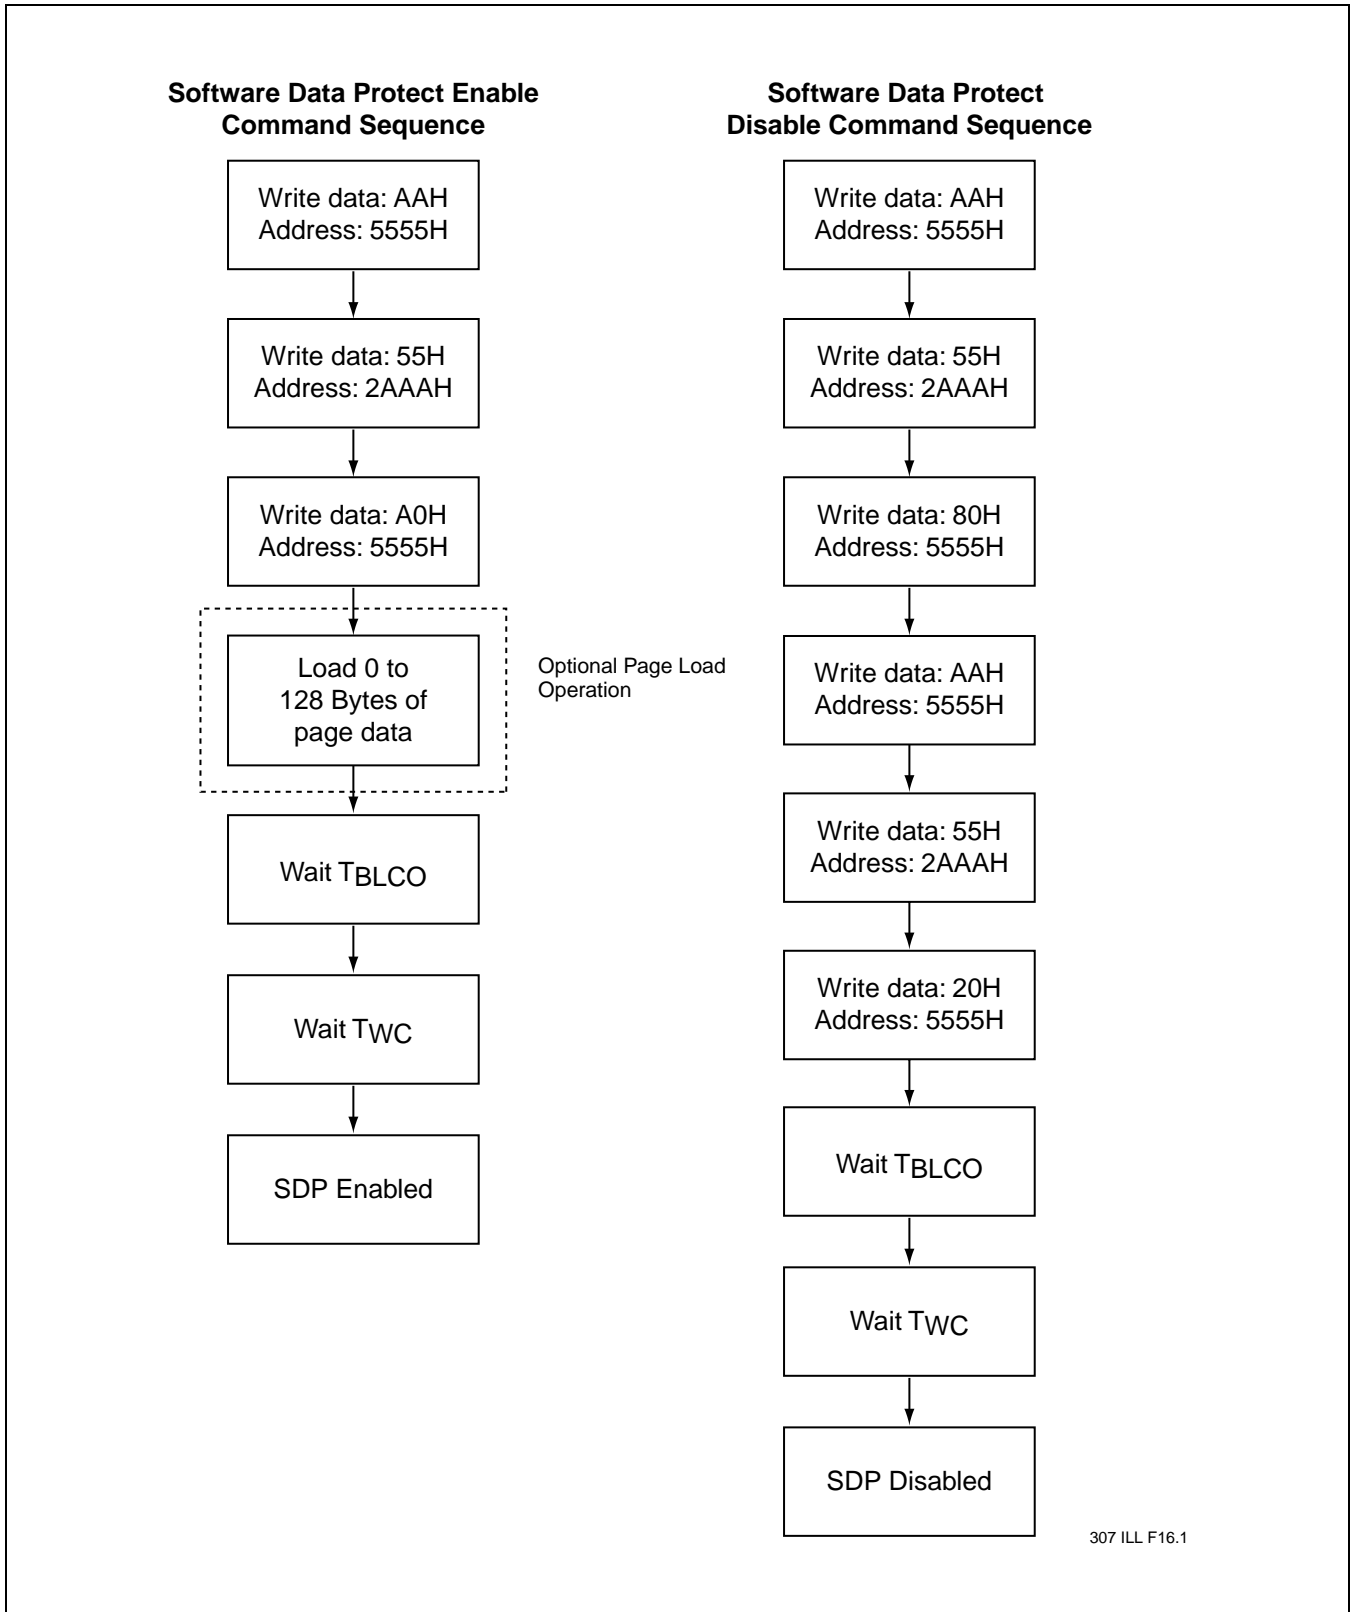 Software Data Protect Enable
Command Sequence
Write data: AAH
Address: 5555H
Write data: 55H
Address: 2AAAH
Write data: A0H
Address: 5555H
Load 0 to
128 Bytes of
page data
Optional Page Load
Operation
Wait TBLCO
Wait TWC
SDP Enabled
Software Data Protect
Disable Command Sequence
Write data: AAH
Address: 5555H
Write data: 55H
Address: 2AAAH
Write data: 80H
Address: 5555H
Write data: AAH
Address: 5555H
Write data: 55H
Address: 2AAAH
Write data: 20H
Address: 5555H
Wait TBLCO
Wait TWC
SDP Disabled
307 ILL F16.1